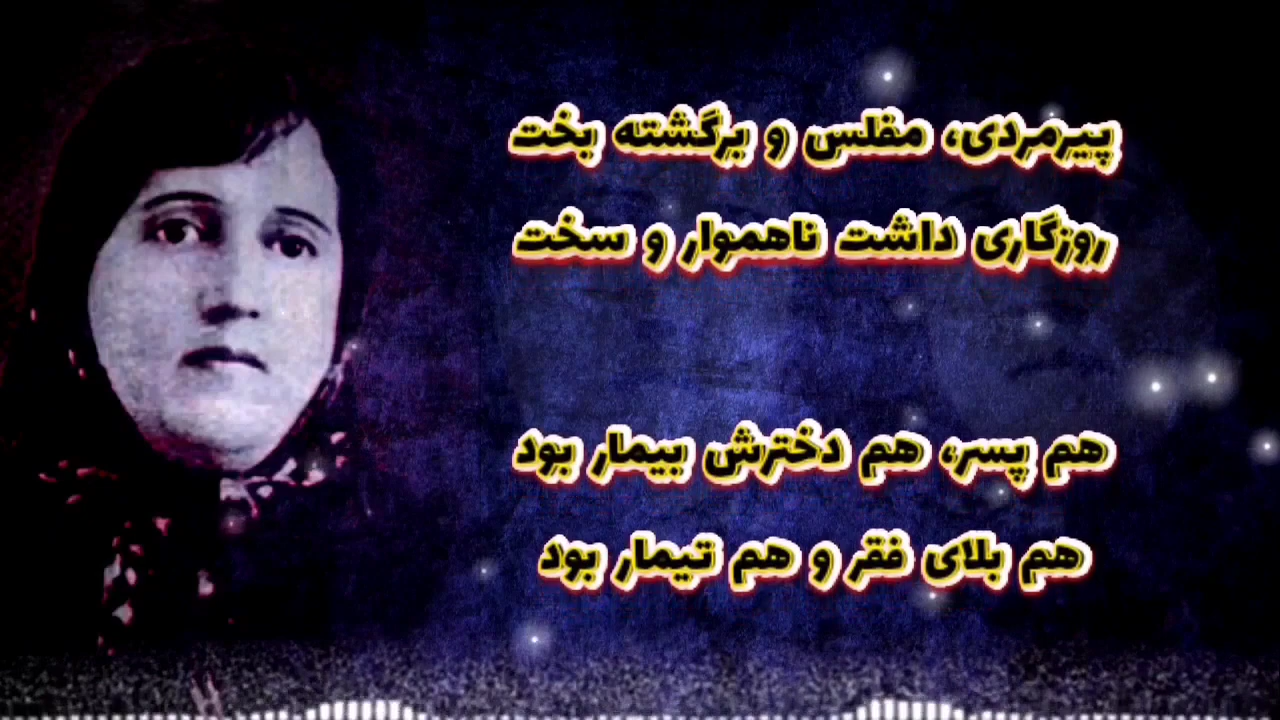 پیرمردی، مفلس و برگشته بخت
روزگاری داشت ناهموار و سخت
هم پسر، هم دخترش بیمار بود
هم بلای فقر و هم تیمار بود